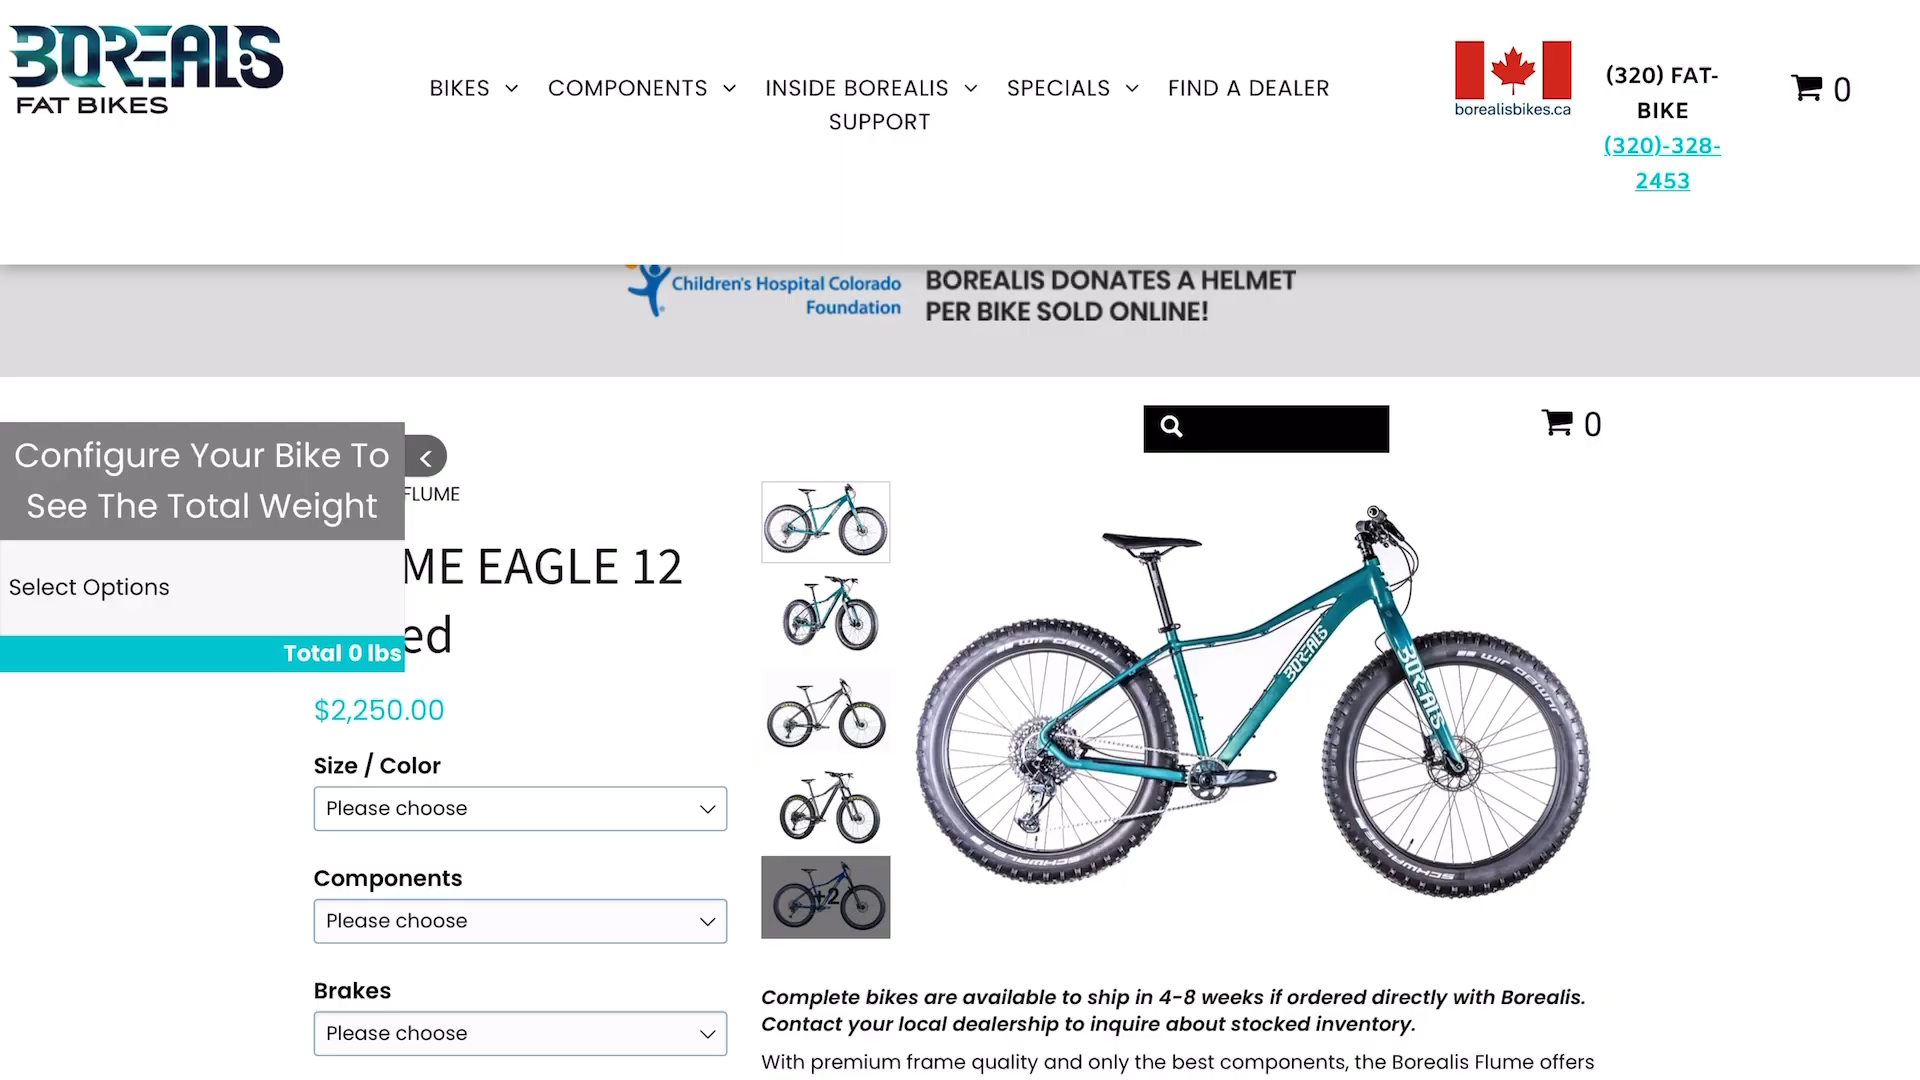 BOREALIS
FAT BIKES
BIKES
COMPONENTS
INSIDE BOREALIS
SPECIALS
FIND A DEALER
SUPPORT
borealisbikes.ca
(320) FAT-
BIKE
(320)-328-
2453
0
Children's Hospital Colorado
Foundation
BOREALIS DONATES A HELMET
PER BIKE SOLD ONLINE!
0
Configure Your Bike To
See The Total Weight
FLUME
Select Options
ME EAGLE 12
ed
Total 0 lbs
$2,250.00
Size / Color
Please choose
Components
Please choose
Brakes
Please choose
+2
BOREALIS
BOREALIS
SCHWALBE
SCHWALBE
Complete bikes are available to ship in 4-8 weeks if ordered directly with Borealis.
Contact your local dealership to inquire about stocked inventory.
With premium frame quality and only the best components, the Borealis Flume offers